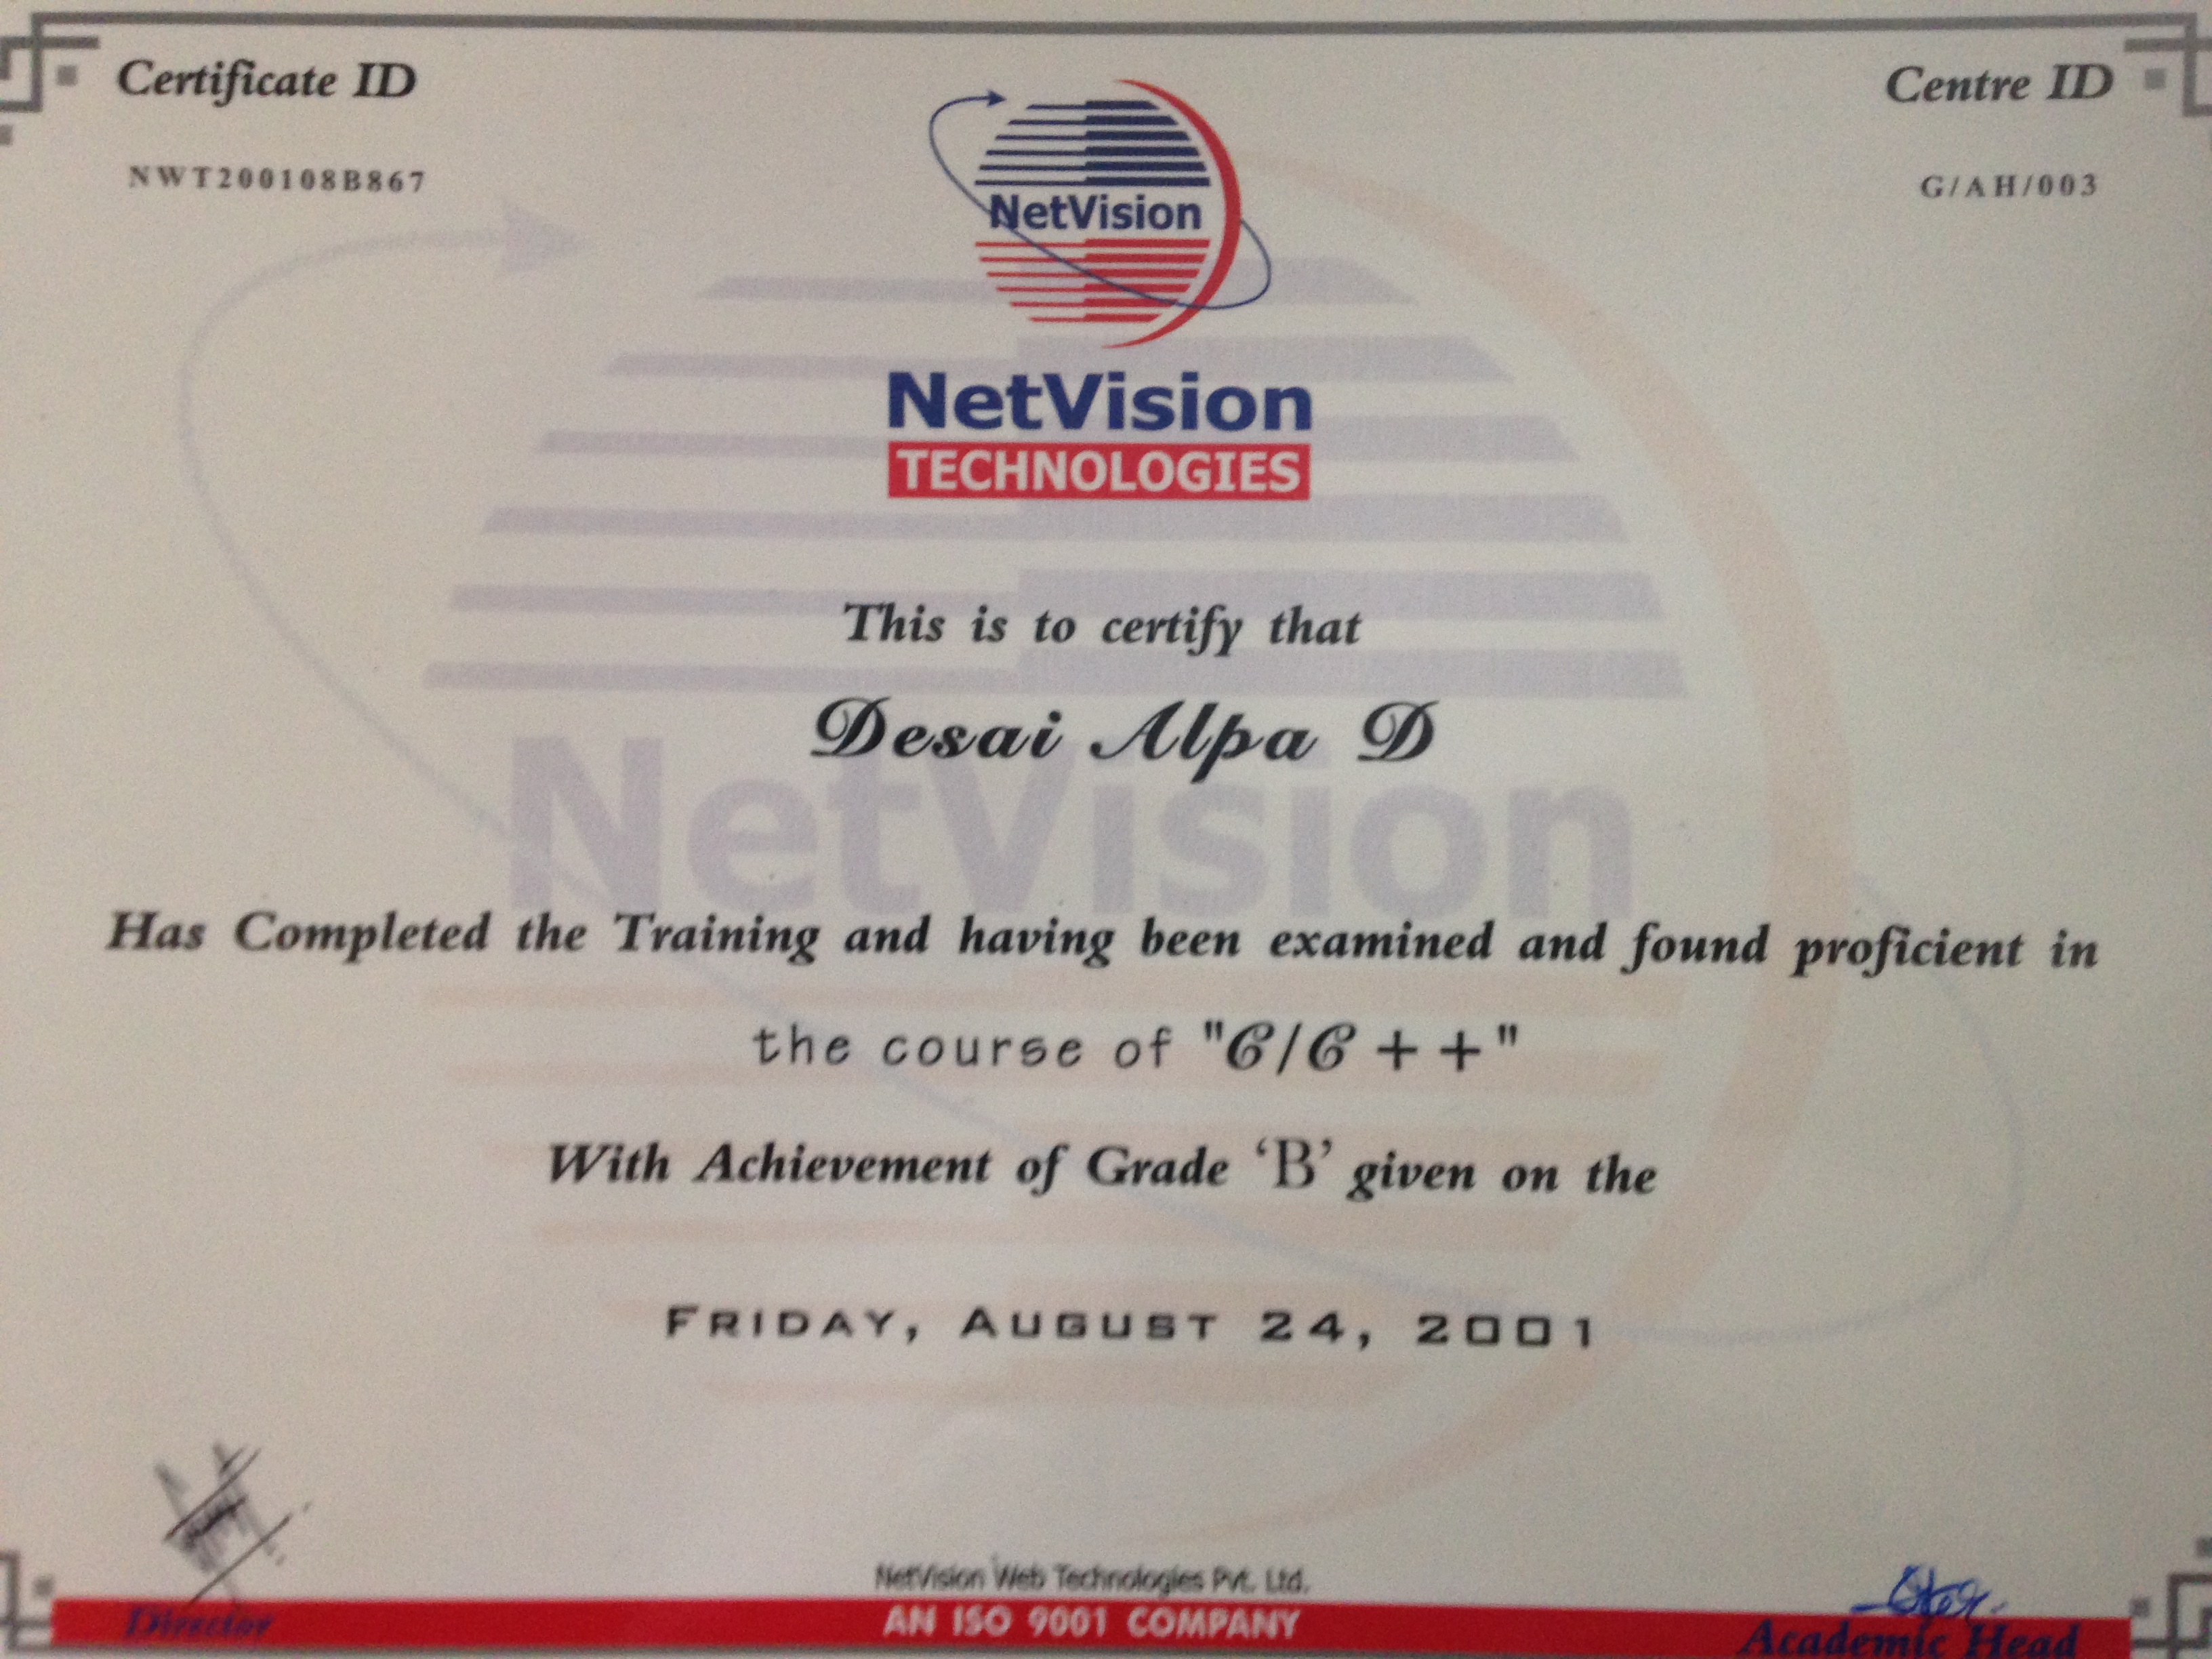 Certificate ID
Centre ID
NWT200108B867
G/AH/003
NetVision
NetVision
TECHNOLOGIES
This is to certify that
Desai Alpa D
NetVision
Has Completed the Training and having been examined and found proficient in
the course of "C/C++"
With Achievement of Grade ‘B’ given on the
FRIDAY, AUGUST 24, 2001
NetVision Web Technologies Pvt. Ltd.
Director
AN ISO 9001 COMPANY
Academic Head